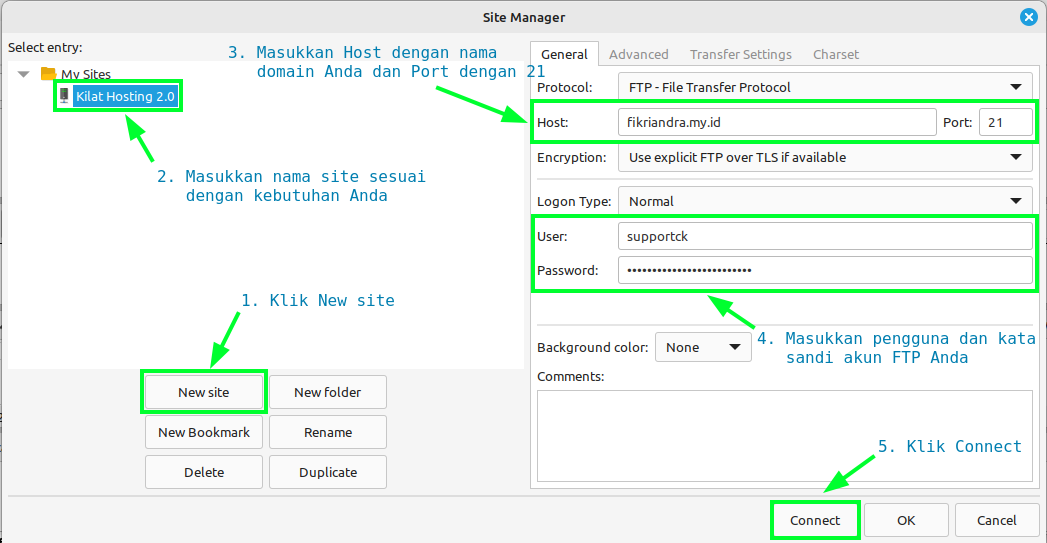 Site Manager
Select entry:
My Sites
Kilat Hosting 2.0
3. Masukkan Host dengan nama
domain Anda dan Port dengan 21
2. Masukkan nama site sesuai
dengan kebutuhan Anda
1. Klik New site
New site
New folder
New Bookmark
Rename
Delete
Duplicate
General
Advanced
Transfer Settings
Charset
Protocol:
FTP - File Transfer Protocol
Host:
fikriandra.my.id
Port:
21
Encryption:
Use explicit FTP over TLS if available
Logon Type:
Normal
User:
supportck
Password:
•••••••••••••••••••••••••
4. Masukkan pengguna dan kata
sandi akun FTP Anda
Background color:
None
Comments:
5. Klik Connect
Connect
OK
Cancel